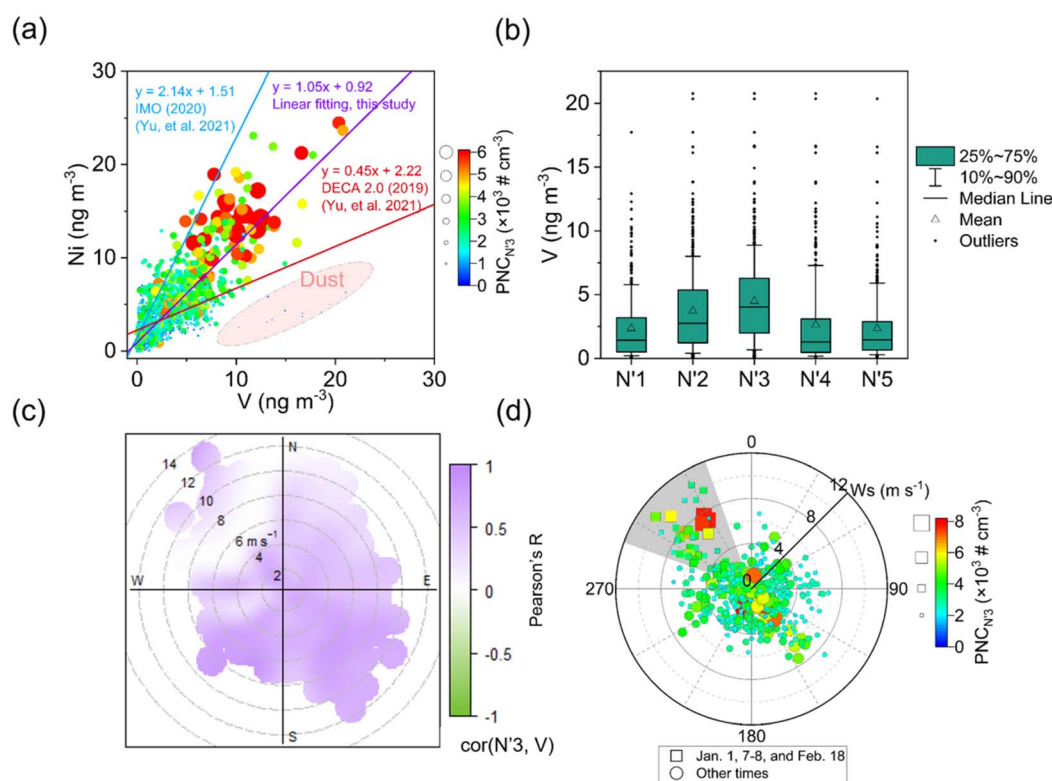 (a)
30
20
10
0
Ni (ng m⁻³)
y = 2.14x + 1.51
IMO (2020)
(Yu, et al. 2021)
y = 1.05x + 0.92
Linear fitting, this study
y = 0.45x + 2.22
DECA 2.0 (2019)
(Yu, et al. 2021)
Dust
0
10
20
30
V (ng m⁻³)
6
5
4
3
2
1
0
PNC_N'3 (×10³ # cm⁻³)
(b)
20
15
10
5
0
V (ng m⁻³)
N'1
N'2
N'3
N'4
N'5
25%~75%
10%~90%
Median Line
Mean
Outliers
(c)
14
12
10
8
6 m s⁻¹
4
2
N
W
E
S
1
0.5
0
-0.5
-1
Pearson's R
cor(N'3, V)
(d)
0
12
Ws (m s⁻¹)
8
4
0
270
90
180
8
6
4
2
0
PNC_N'3 (×10³ # cm⁻³)
Jan. 1, 7-8, and Feb. 18
Other times